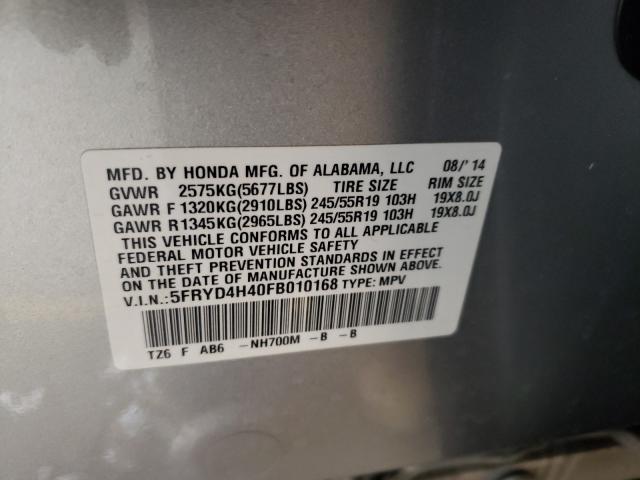 MFD. BY HONDA MFG. OF ALABAMA, LLC 08/'14
GVWR 2575KG(5677LBS) TIRE SIZE RIM SIZE
GAWR F 1320KG(2910LBS) 245/55R19 103H 19X8.0J
GAWR R 1345KG(2965LBS) 245/55R19 103H 19X8.0J
THIS VEHICLE CONFORMS TO ALL APPLICABLE
FEDERAL MOTOR VEHICLE SAFETY
AND THEFT PREVENTION STANDARDS IN EFFECT
ON THE DATE OF MANUFACTURE SHOWN ABOVE.
V.I.N.:5FRYD4H40FB010168 TYPE: MPV
TZ6 F AB6 -NH700M -B -B